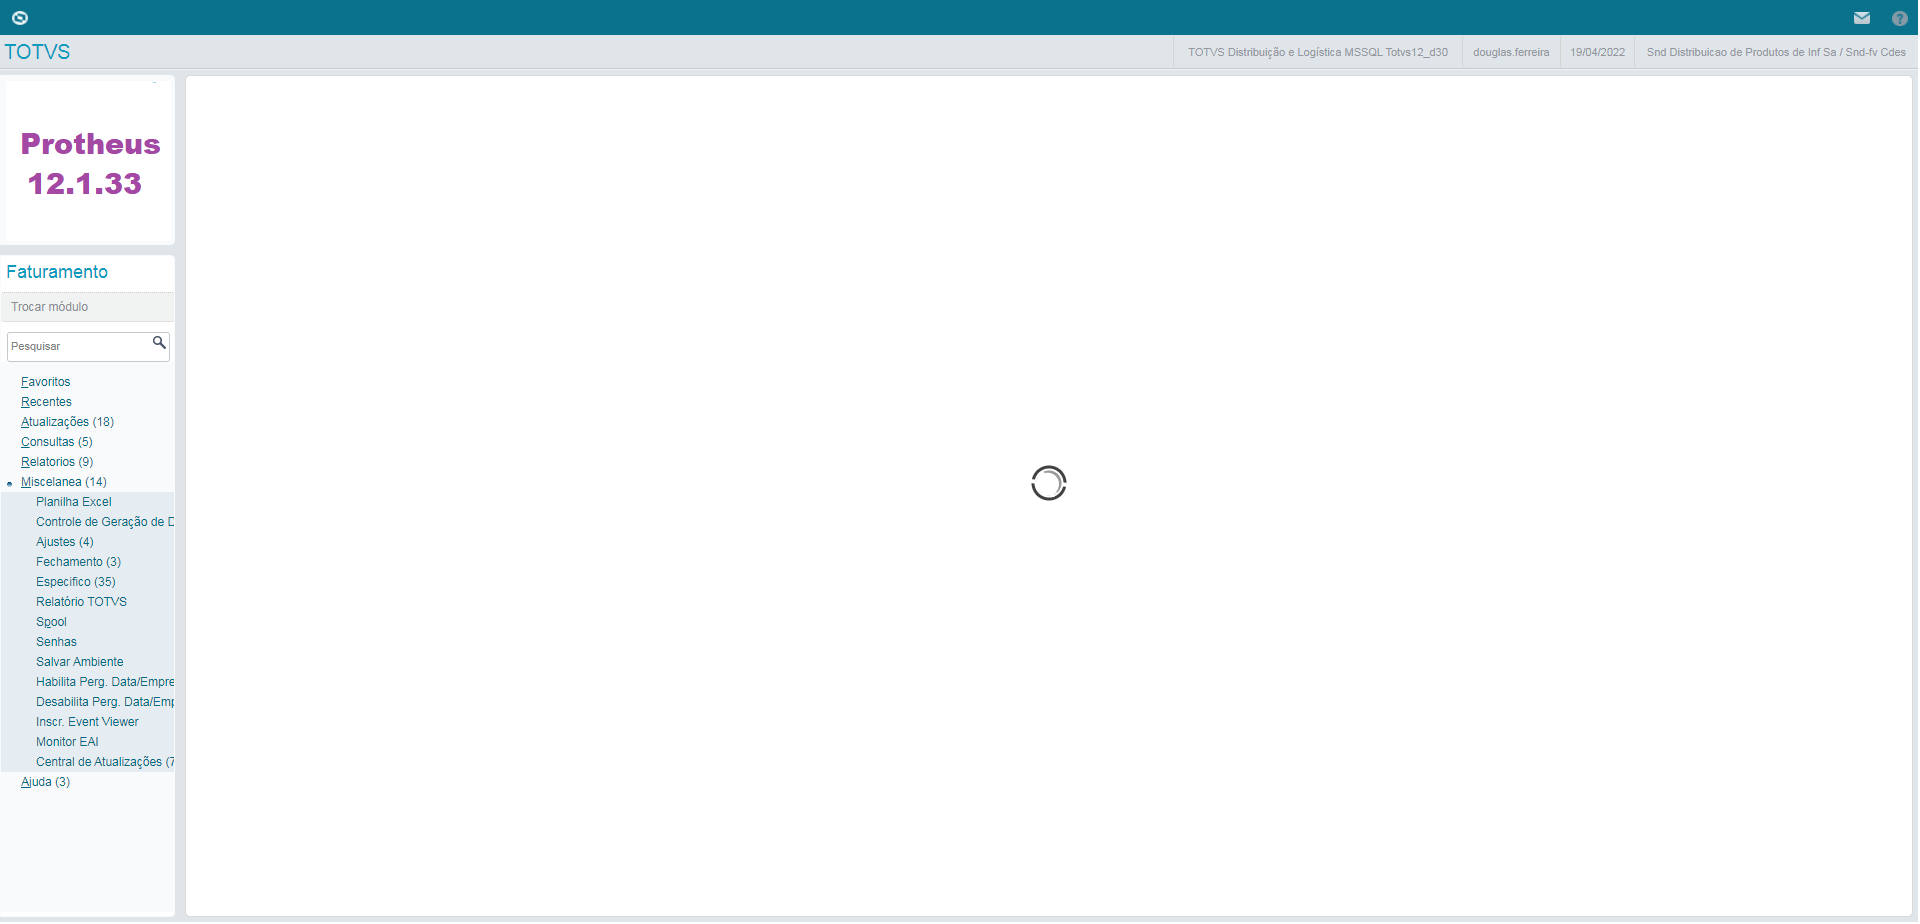 TOTVS
TOTVS Distribuição e Logística MSSQL Totvs12_d30
douglas.ferreira
19/04/2022
Snd Distribuicao de Produtos de Inf Sa / Snd-fv Cdes
Protheus
12.1.33
Faturamento
Trocar módulo
Pesquisar
Favoritos
Recentes
Atualizações (18)
Consultas (5)
Relatorios (9)
Miscelanea (14)
Planilha Excel
Controle de Geração de D
Ajustes (4)
Fechamento (3)
Especifico (35)
Relatório TOTVS
Spool
Senhas
Salvar Ambiente
Habilita Perg. Data/Empre
Desabilita Perg. Data/Emp
Inscr. Event Viewer
Monitor EAI
Central de Atualizações (7
Ajuda (3)